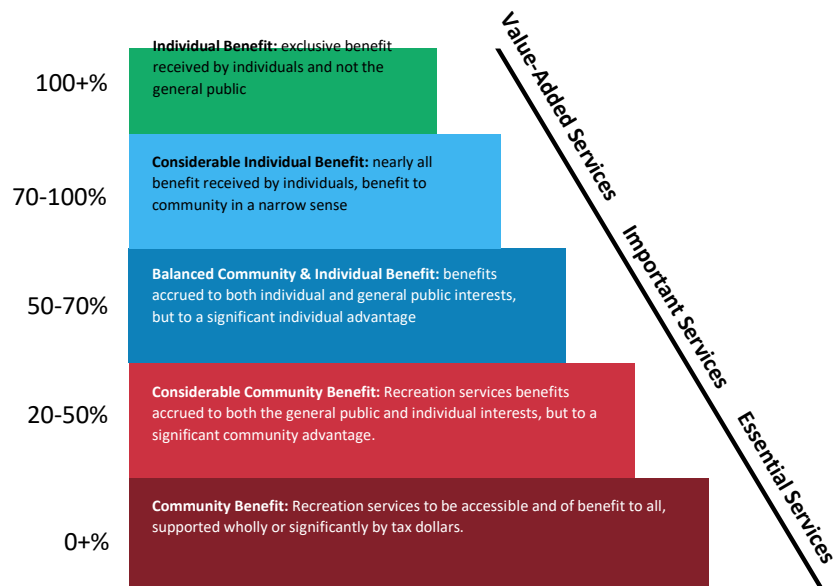 100+%
Individual Benefit: exclusive benefit
received by individuals and not the
general public
70-100%
Considerable Individual Benefit: nearly all
benefit received by individuals, benefit to
community in a narrow sense
50-70%
Balanced Community & Individual Benefit: benefits
accrued to both individual and general public interests,
but to a significant individual advantage
20-50%
Considerable Community Benefit: Recreation services benefits
accrued to both the general public and individual interests, but to a
significant community advantage.
0+%
Community Benefit: Recreation services to be accessible and of benefit to all,
supported wholly or significantly by tax dollars.
Value-Added Services
Important Services
Essential Services